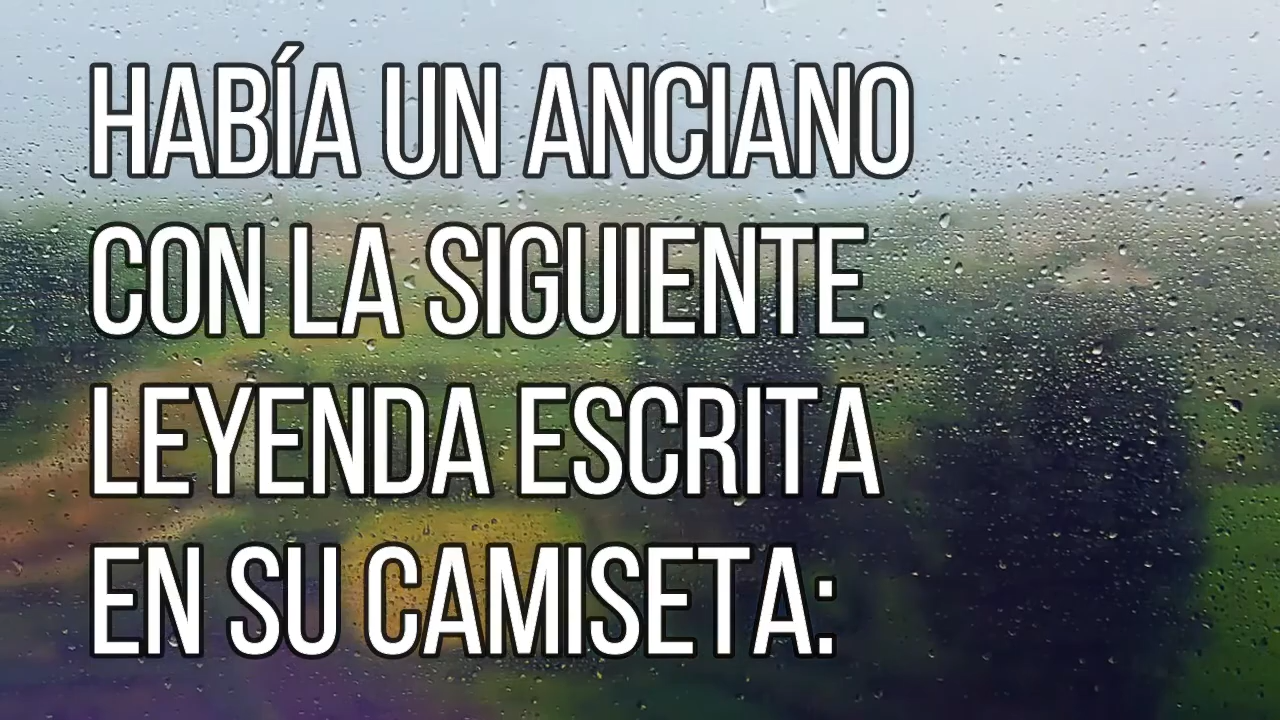 HABÍA UN ANCIANO
CON LA SIGUIENTE
LEYENDA ESCRITA
EN SU CAMISETA: